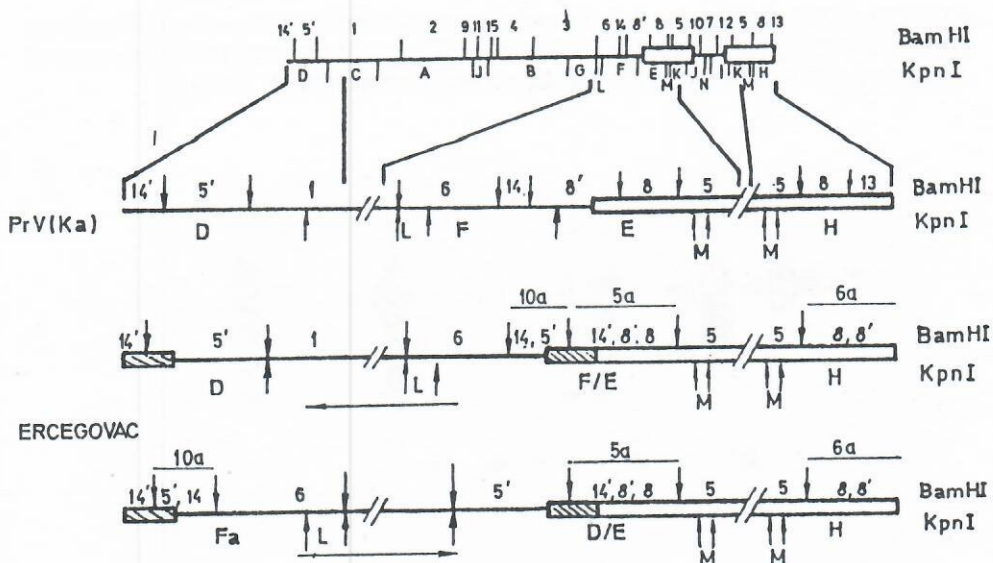 14' 5' 1 2 9 11 15 4 3 6 14 8' 8 5 10 7 12 5 8 13 BamHI
D C A J B G L F E M K J N I K M H KpnI
14' 5' 1 6 14 8' 8 5 5 8 13 BamHI
PrV(Ka) KpnI
D L F E M M H
10a 5a 6a
14' 5' 1 6 14, 5' 14', 8', 8 5 5 8, 8' BamHI
D L F/E M M H KpnI
ERCEGOVAC
10a 5a 6a
14' 5', 14 6 5' 14', 8', 8 5 5 8, 8' BamHI
Fa L D/E M M H KpnI